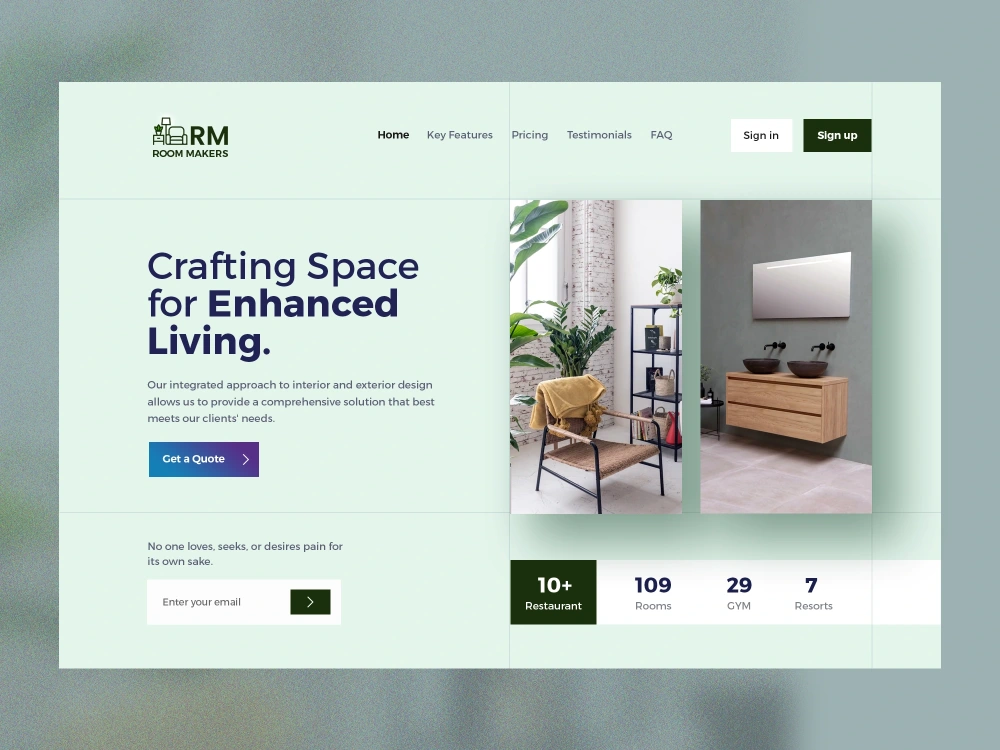 RM
ROOM MAKERS
Home Key Features Pricing Testimonials FAQ
Sign in Sign up
Crafting Space
for Enhanced
Living.
Our integrated approach to interior and exterior design
allows us to provide a comprehensive solution that best
meets our clients' needs.
Get a Quote
No one loves, seeks, or desires pain for
its own sake.
Enter your email
10+ 109 29 7
Restaurant Rooms GYM Resorts